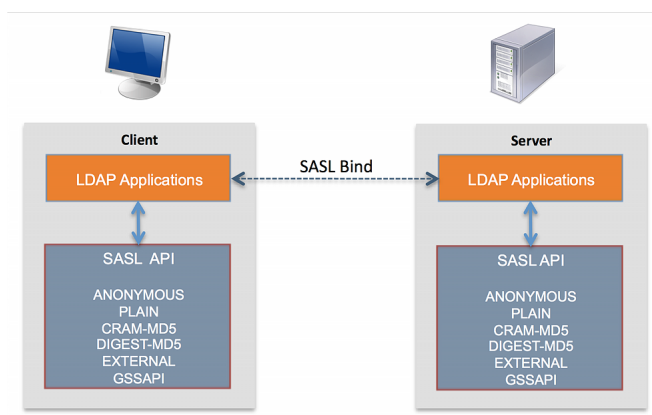 Client
LDAP Applications
SASL API
ANONYMOUS
PLAIN
CRAM-MD5
DIGEST-MD5
EXTERNAL
GSSAPI
SASL Bind
Server
LDAP Applications
SASL API
ANONYMOUS
PLAIN
CRAM-MD5
DIGEST-MD5
EXTERNAL
GSSAPI